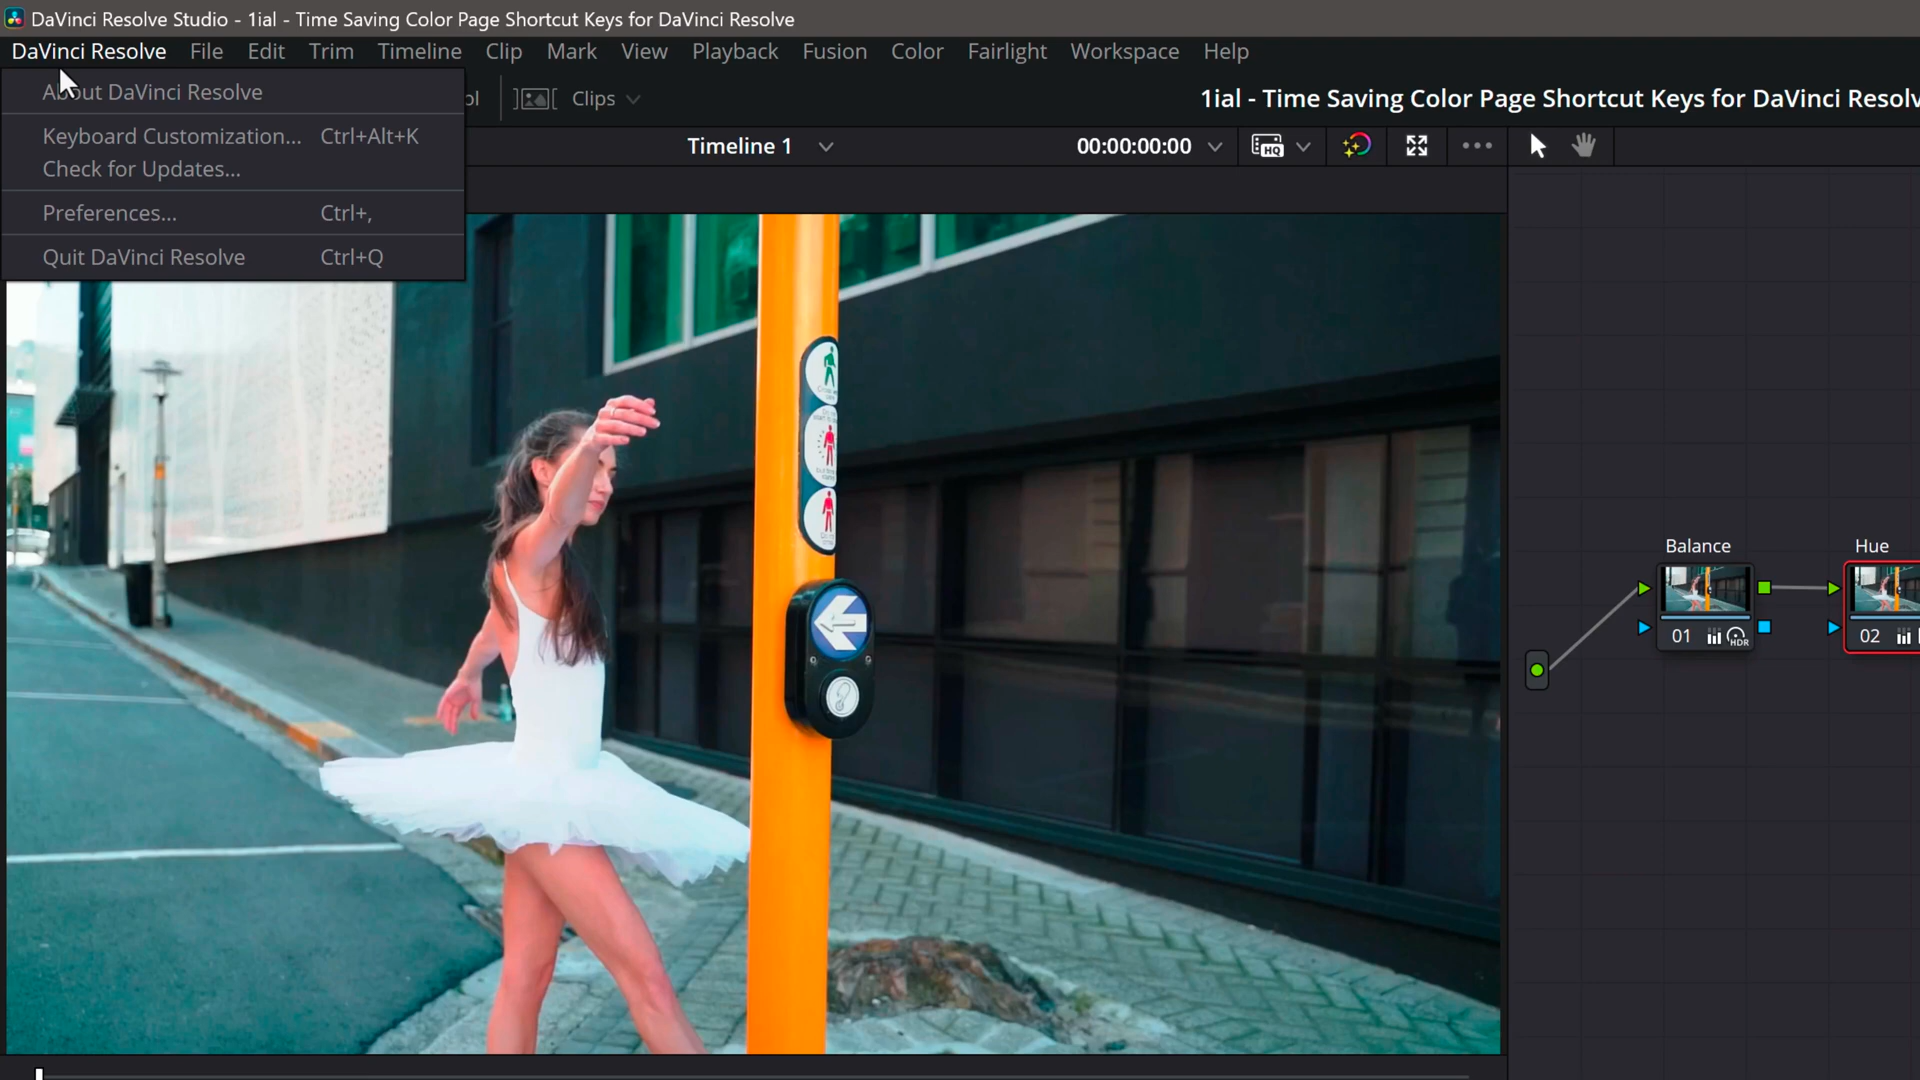 DaVinci Resolve Studio - 1ial - Time Saving Color Page Shortcut Keys for DaVinci Resolve
DaVinci Resolve File Edit Trim Timeline Clip Mark View Playback Fusion Color Fairlight Workspace Help
About DaVinci Resolve
Clips
1ial - Time Saving Color Page Shortcut Keys for DaVinci Resolv
Keyboard Customization... Ctrl+Alt+K
Timeline 1 00:00:00:00 HQ
Check for Updates...
Preferences... Ctrl+,
Quit DaVinci Resolve Ctrl+Q
Balance Hue
01 HDR 02